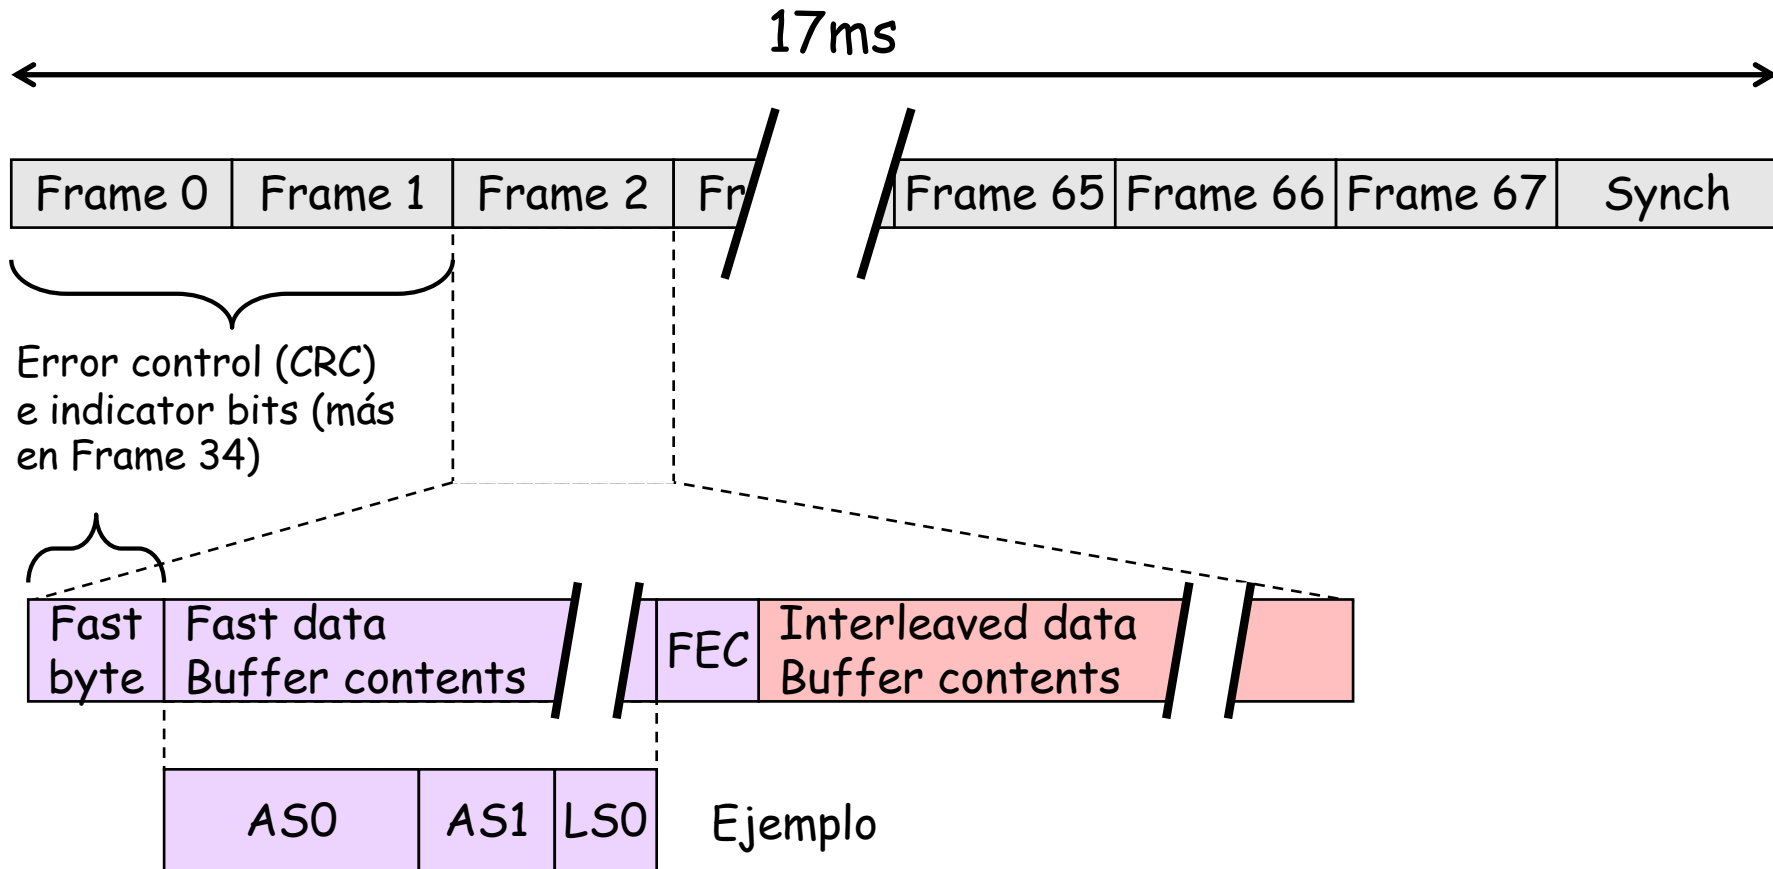 17ms
Frame 0 Frame 1 Frame 2 Fr Frame 65 Frame 66 Frame 67 Synch
Error control (CRC)
e indicator bits (más
en Frame 34)
Fast
byte
Fast data
Buffer contents
FEC
Interleaved data
Buffer contents
AS0 AS1 LS0 Ejemplo